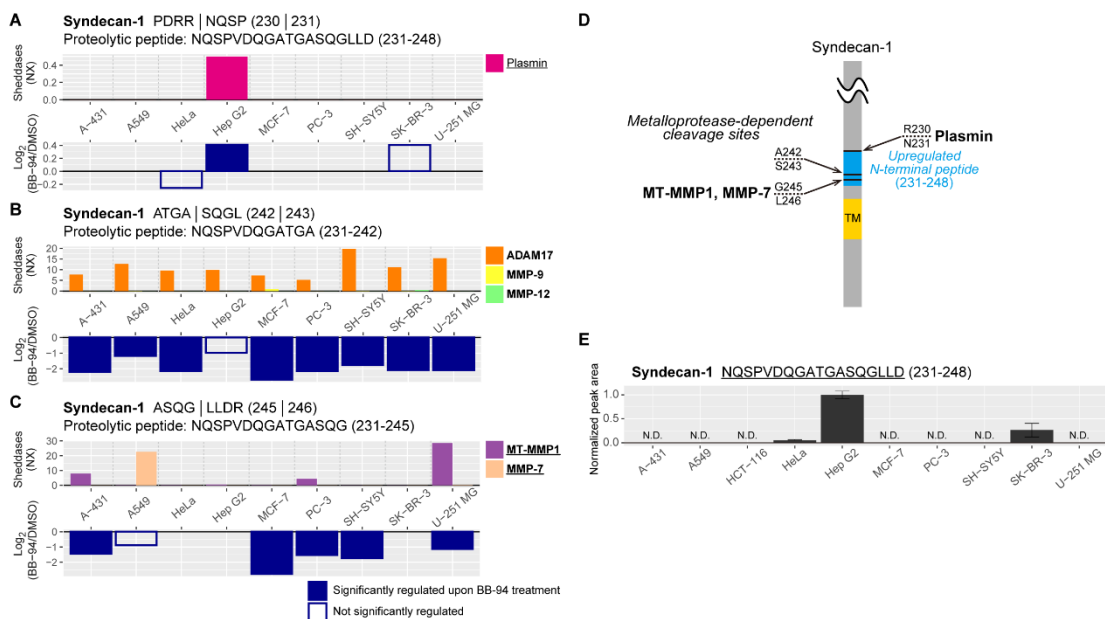 A
Syndecan-1 PDRR | NQSP (230 | 231)
Proteolytic peptide: NQSPVDQGATGASQGLLD (231-248)
Sheddases
(NX)
0.4
0.2
0.0
Plasmin
A−431
A549
HeLa
Hep G2
MCF−7
PC−3
SH−SY5Y
SK−BR−3
U−251 MG
Log2
(BB−94/DMSO)
0.4
0.2
0.0
−0.2
B
Syndecan-1 ATGA | SQGL (242 | 243)
Proteolytic peptide: NQSPVDQGATGA (231-242)
Sheddases
(NX)
20
15
10
5
0
ADAM17
MMP-9
MMP-12
A−431
A549
HeLa
Hep G2
MCF−7
PC−3
SH−SY5Y
SK−BR−3
U−251 MG
Log2
(BB−94/DMSO)
0
−1
−2
C
Syndecan-1 ASQG | LLDR (245 | 246)
Proteolytic peptide: NQSPVDQGATGASQG (231-245)
Sheddases
(NX)
30
20
10
0
MT-MMP1
MMP-7
A−431
A549
HeLa
Hep G2
MCF−7
PC−3
SH−SY5Y
SK−BR−3
U−251 MG
Log2
(BB−94/DMSO)
0
−1
−2
Significantly regulated upon BB-94 treatment
Not significantly regulated
D
Syndecan-1
Metalloprotease-dependent
cleavage sites
R230
N231
Plasmin
A242
S243
Upregulated
N-terminal peptide
(231-248)
MT-MMP1, MMP-7
G245
L246
TM
E
Syndecan-1 NQSPVDQGATGASQGLLD (231-248)
Normalized peak area
1.0
0.5
0.0
N.D.
N.D.
N.D.
N.D.
N.D.
N.D.
N.D.
A−431
A549
HCT−116
HeLa
Hep G2
MCF−7
PC−3
SH−SY5Y
SK−BR−3
U−251 MG